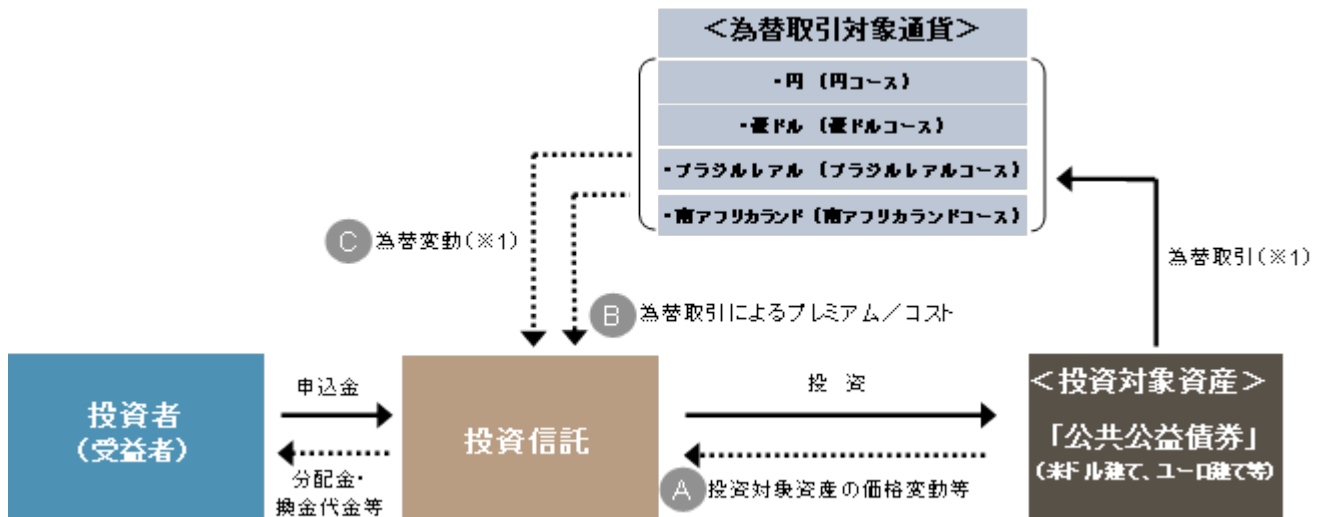 ＜為替取引対象通貨＞
・円（円コース）
・豪ドル（豪ドルコース）
・ブラジルレアル（ブラジルレアルコース）
・南アフリカランド（南アフリカランドコース）
C 為替変動(※1)
為替取引(※1)
B 為替取引によるプレミアム／コスト
投資者
（受益者）
申込金
分配金・
換金代金等
投資信託
投 資
A 投資対象資産の価格変動等
＜投資対象資産＞
「公共公益債券」
（米ドル建て、ユーロ建て等）